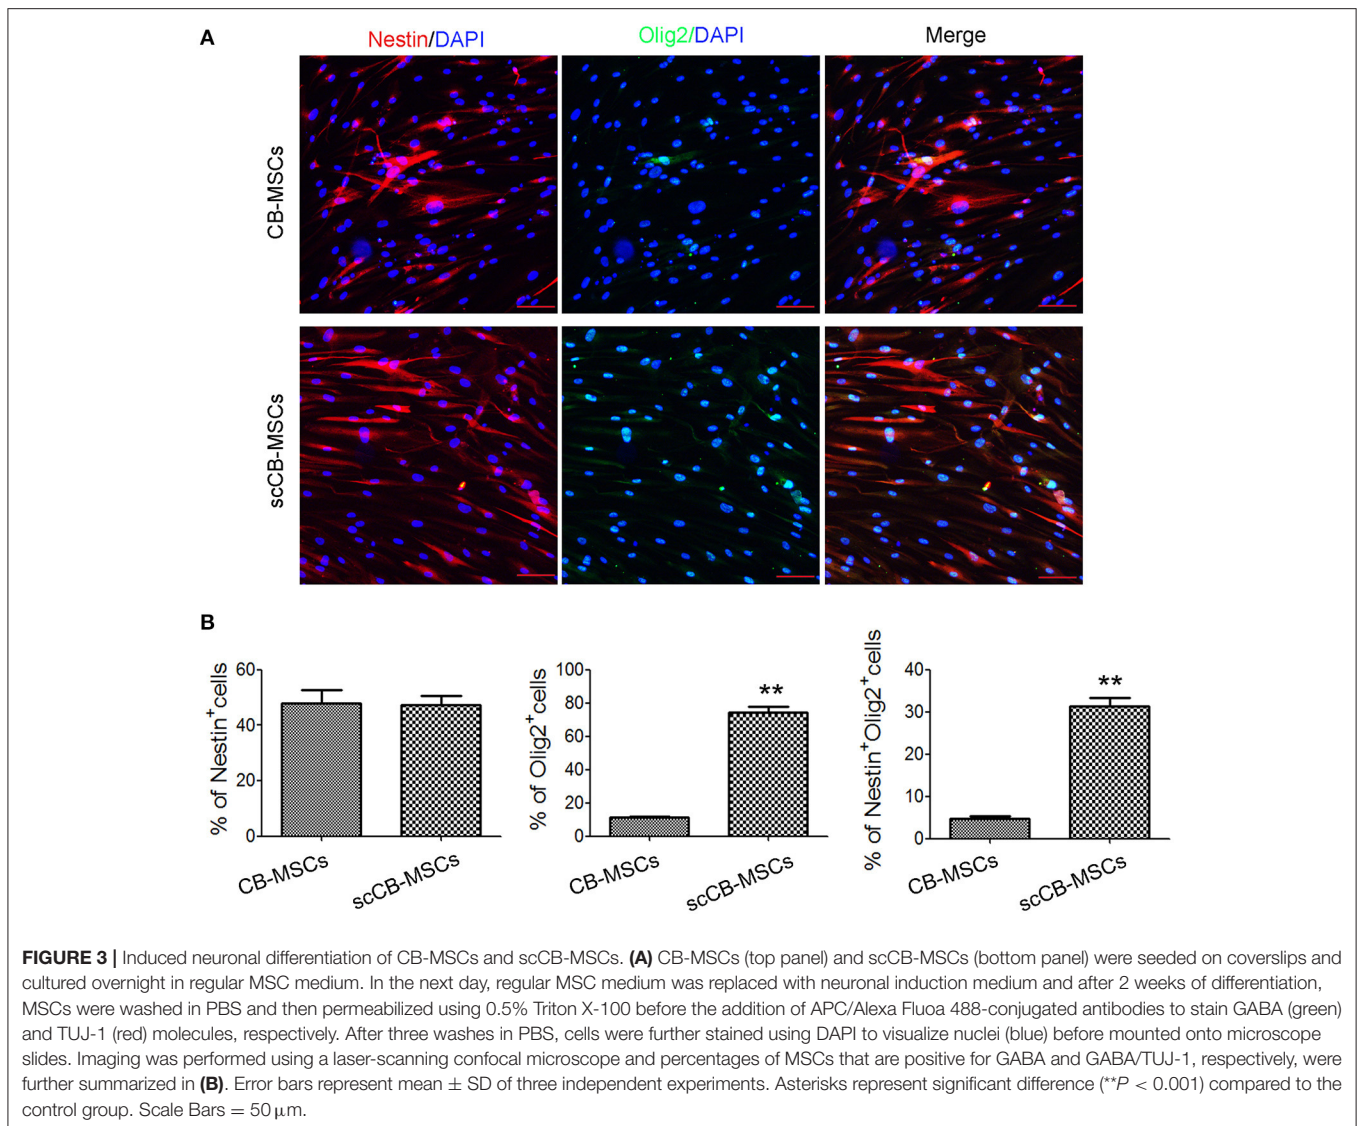 A
Nestin/DAPI
Olig2/DAPI
Merge
CB-MSCs
scCB-MSCs
B
% of Nestin+cells
60
40
20
0
CB-MSCs
scCB-MSCs
% of Olig2+cells
100
80
60
40
20
0
**
CB-MSCs
scCB-MSCs
% of Nestin+Olig2+cells
40
30
20
10
0
**
CB-MSCs
scCB-MSCs
FIGURE 3 | Induced neuronal differentiation of CB-MSCs and scCB-MSCs. (A) CB-MSCs (top panel) and scCB-MSCs (bottom panel) were seeded on coverslips and
cultured overnight in regular MSC medium. In the next day, regular MSC medium was replaced with neuronal induction medium and after 2 weeks of differentiation,
MSCs were washed in PBS and then permeabilized using 0.5% Triton X-100 before the addition of APC/Alexa Fluoa 488-conjugated antibodies to stain GABA (green)
and TUJ-1 (red) molecules, respectively. After three washes in PBS, cells were further stained using DAPI to visualize nuclei (blue) before mounted onto microscope
slides. Imaging was performed using a laser-scanning confocal microscope and percentages of MSCs that are positive for GABA and GABA/TUJ-1, respectively, were
further summarized in (B). Error bars represent mean ± SD of three independent experiments. Asterisks represent significant difference (**P < 0.001) compared to the
control group. Scale Bars = 50 μm.